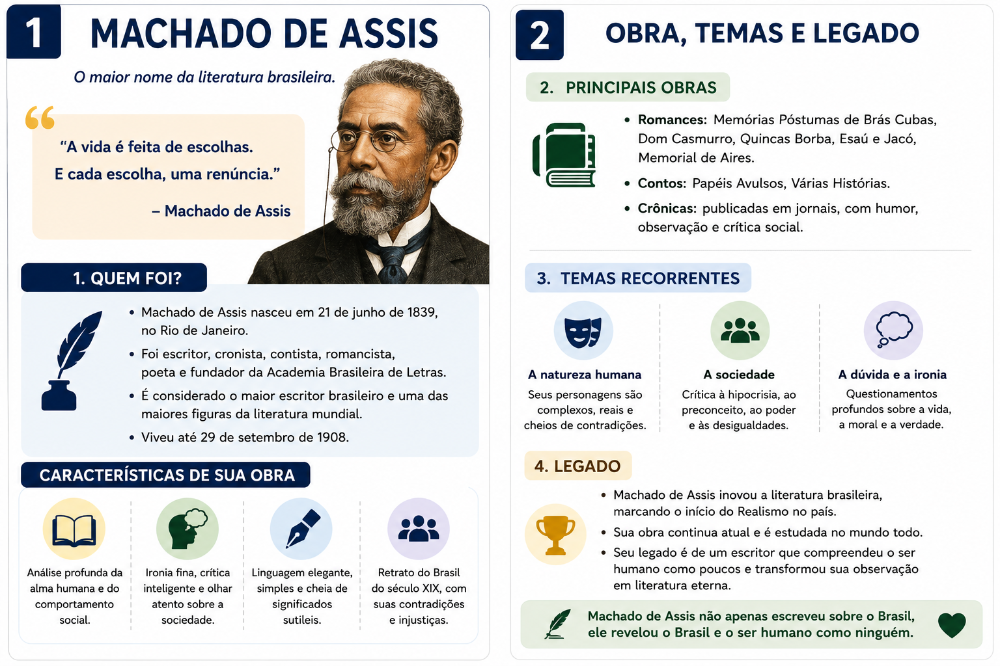 1
MACHADO DE ASSIS
O maior nome da literatura brasileira.
“
“A vida é feita de escolhas.
E cada escolha, uma renúncia.”
– Machado de Assis
1. QUEM FOI?
• Machado de Assis nasceu em 21 de junho de 1839,
no Rio de Janeiro.
• Foi escritor, cronista, contista, romancista,
poeta e fundador da Academia Brasileira de Letras.
• É considerado o maior escritor brasileiro e uma das
maiores figuras da literatura mundial.
• Viveu até 29 de setembro de 1908.
CARACTERÍSTICAS DE SUA OBRA
Análise profunda da
alma humana e do
comportamento
social.
Ironia fina, crítica
inteligente e olhar
atento sobre a
sociedade.
Linguagem elegante,
simples e cheia de
significados
sutileis.
Retrato do Brasil
do século XIX, com
suas contradições
e injustiças.
2
OBRA, TEMAS E LEGADO
2. PRINCIPAIS OBRAS
• Romances: Memórias Póstumas de Brás Cubas,
Dom Casmurro, Quincas Borba, Esaú e Jacó,
Memorial de Aires.
• Contos: Papéis Avulsos, Várias Histórias.
• Crônicas: publicadas em jornais, com humor,
observação e crítica social.
3. TEMAS RECORRENTES
A natureza humana
Seus personagens são
complexos, reais e
cheios de contradições.
A sociedade
Crítica à hipocrisia, ao
preconceito, ao poder
e às desigualdades.
A dúvida e a ironia
Questionamentos
profundos sobre a vida,
a moral e a verdade.
4. LEGADO
• Machado de Assis inovou a literatura brasileira,
marcando o início do Realismo no país.
• Sua obra continua atual e é estudada no mundo todo.
• Seu legado é de um escritor que compreendeu o ser
humano como poucos e transformou sua observação
em literatura eterna.
Machado de Assis não apenas escreveu sobre o Brasil,
ele revelou o Brasil e o ser humano como ninguém.